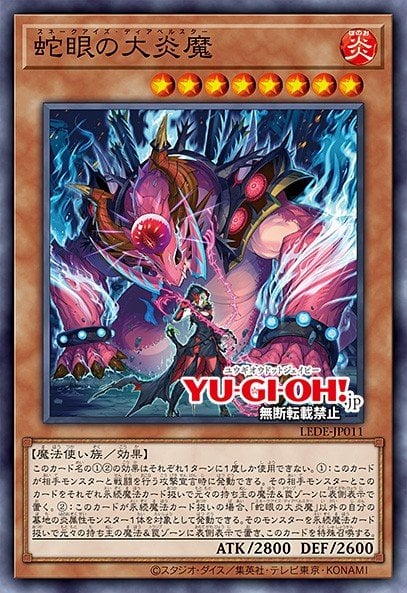 スネークアイズ・ディアベルスター
蛇眼の大炎魔
ほのお
炎
ユウギオウドットジェイピー
YU-GI-OH!.jp
無断転載禁止
LEDE-JP011
【魔法使い族／効果】
このカード名の①②の効果はそれぞれ1ターンに1度しか使用できない。①：このカード
が相手モンスターと戦闘を行う攻撃宣言時に発動できる。その相手モンスターとこの
カードをそれぞれ永続魔法カード扱いで元々の持ち主の魔法＆罠ゾーンに表側表示で
置く。②：このカードが永続魔法カード扱いの場合、「蛇眼の大炎魔」以外の自分の
墓地の炎属性モンスター1体を対象として発動できる。そのモンスターを永続魔法カード
扱いで元々の持ち主の魔法＆罠ゾーンに表側表示で置き、このカードを特殊召喚する
ATK/2800 DEF/2600
©スタジオ・ダイス／集英社・テレビ東京・KONAMI